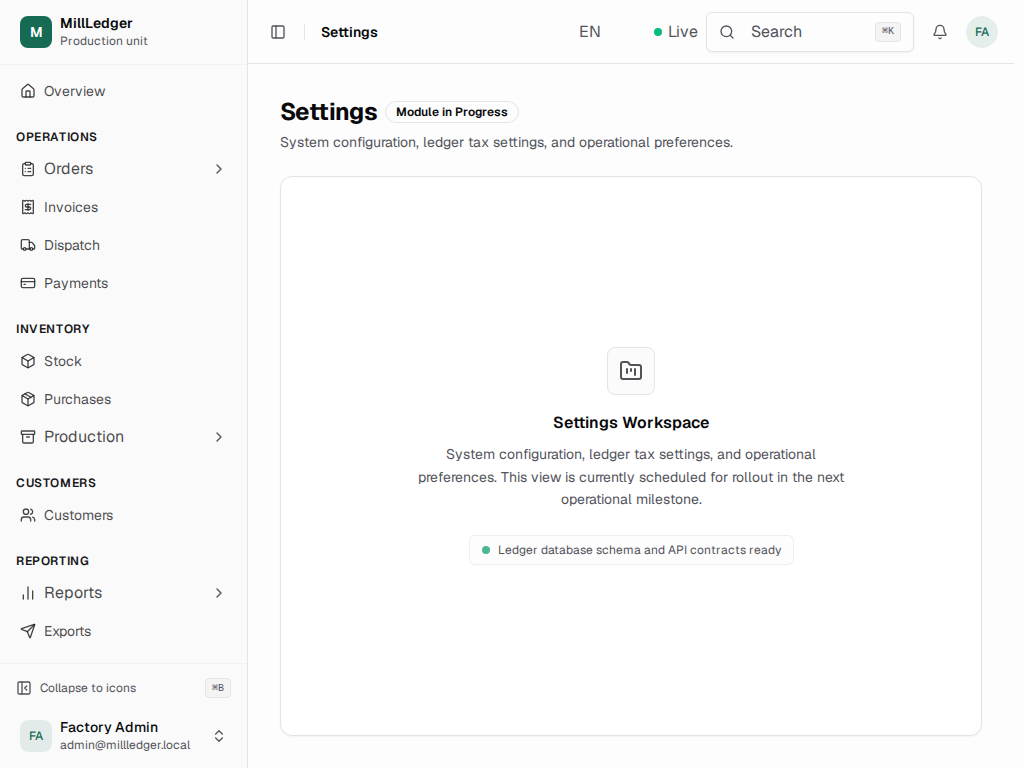 M
MillLedger
Production unit
Overview
OPERATIONS
Orders
Invoices
Dispatch
Payments
INVENTORY
Stock
Purchases
Production
CUSTOMERS
Customers
REPORTING
Reports
Exports
Collapse to icons ⌘B
FA
Factory Admin
admin@millledger.local
Settings EN Live Search ⌘K FA
Settings Module in Progress
System configuration, ledger tax settings, and operational preferences.
Settings Workspace
System configuration, ledger tax settings, and operational
preferences. This view is currently scheduled for rollout in the next
operational milestone.
Ledger database schema and API contracts ready